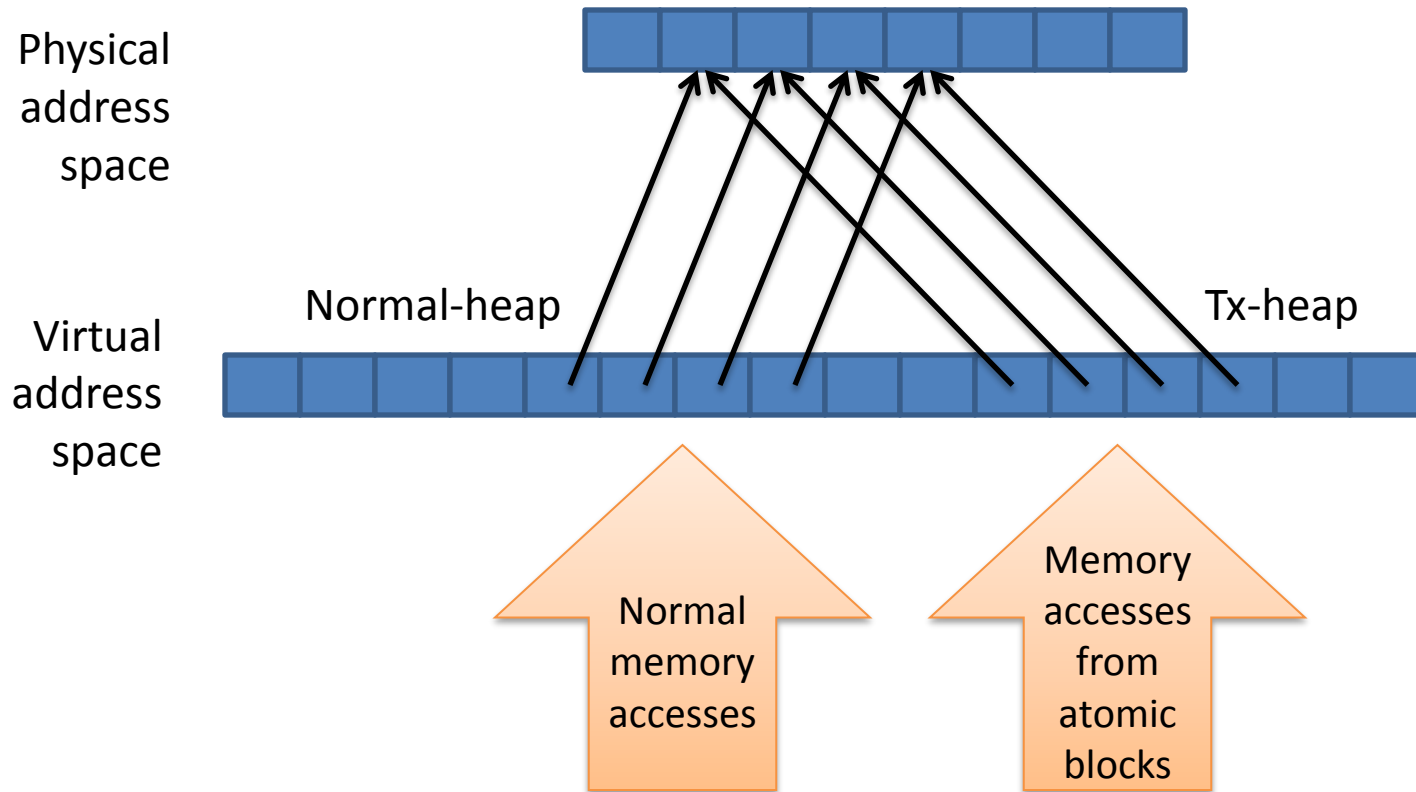 Physical
address
space
Normal-heap
Tx-heap
Virtual
address
space
Normal
memory
accesses
Memory
accesses
from
atomic
blocks